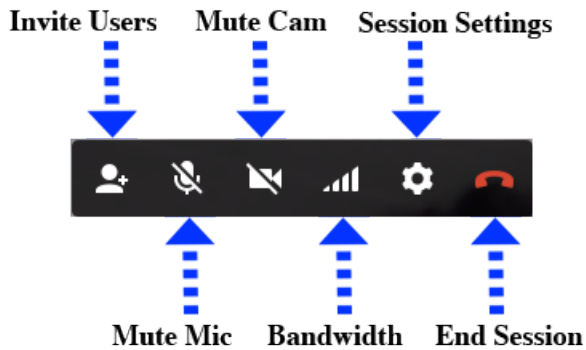 Invite Users
Mute Cam
Session Settings
Mute Mic
Bandwidth
End Session